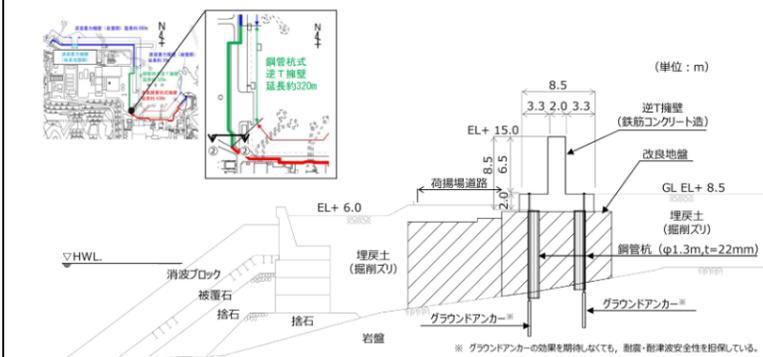 N
N
鋼管杭式
逆T擁壁
延長約320m
②
②
(単位:m)
8.5
3.3 2.0 3.3
逆T擁壁
(鉄筋コンクリート造)
EL+ 15.0
8.5
6.5
2.0
改良地盤
荷揚場道路
GL EL+ 8.5
EL+ 6.0
埋戻土
(掘削ズリ)
埋戻土
(掘削ズリ)
▽HWL.
鋼管杭(φ1.3m,t=22mm)
消波ブロック
被覆石
捨石
捨石
岩盤
グラウンドアンカー※
グラウンドアンカー※
※ グラウンドアンカーの効果を期待しなくても,耐震・耐津波安全性を担保している。